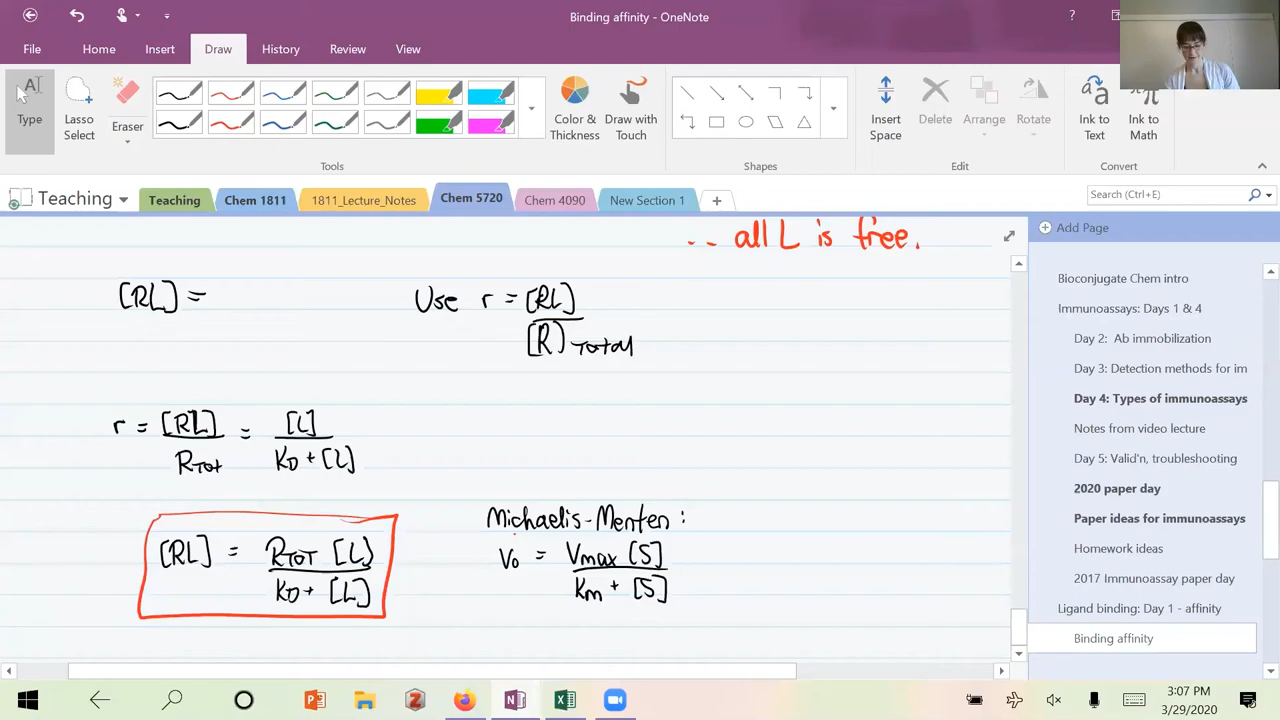 Binding affinity - OneNote
?
File Home Insert Draw History Review View
Type
Lasso Select
Eraser
Color & Thickness
Draw with Touch
Insert Space
Delete
Arrange
Rotate
Ink to Text
Ink to Math
Tools
Shapes
Edit
Convert
Teaching
Teaching Chem 1811 1811_Lecture_Notes Chem 5720 Chem 4090 New Section 1 +
Search (Ctrl+E)
all L is free.
[RL] =
Use r = [RL]
[R] Total
r = [RL] = [L]
RTot KD + [L]
Michaelis-Menten :
[RL] = RTOT [L]
KD + [L]
Vo = Vmax [S]
Km + [S]
Add Page
Bioconjugate Chem intro
Immunoassays: Days 1 & 4
Day 2: Ab immobilization
Day 3: Detection methods for im
Day 4: Types of immunoassays
Notes from video lecture
Day 5: Valid'n, troubleshooting
2020 paper day
Paper ideas for immunoassays
Homework ideas
2017 Immunoassay paper day
Ligand binding: Day 1 - affinity
Binding affinity
3:07 PM
3/29/2020